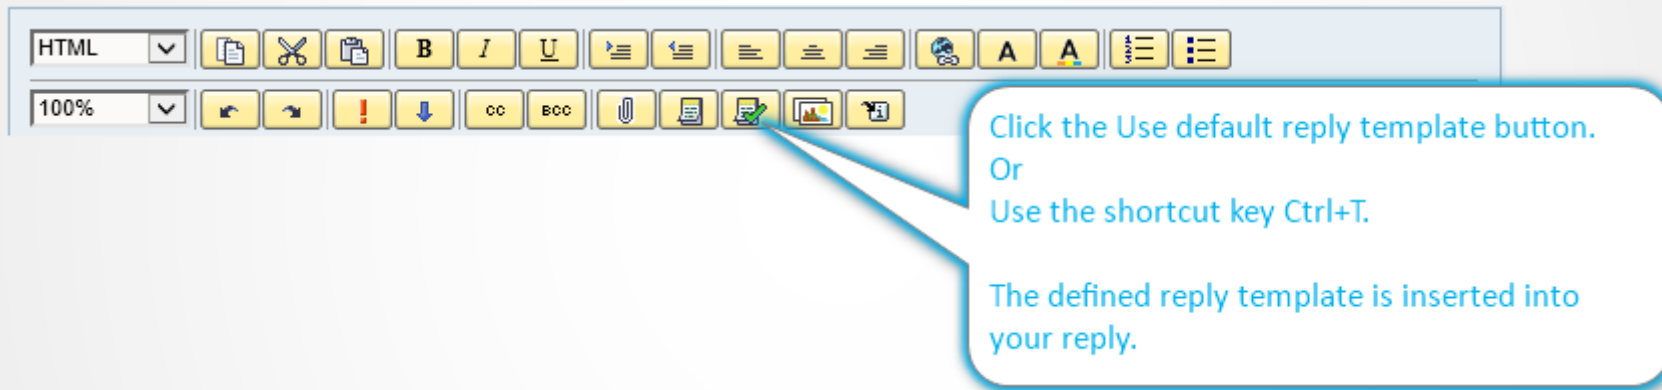 HTML
B I U A A
100%
CC BCC
Click the Use default reply template button.
Or
Use the shortcut key Ctrl+T.
The defined reply template is inserted into
your reply.